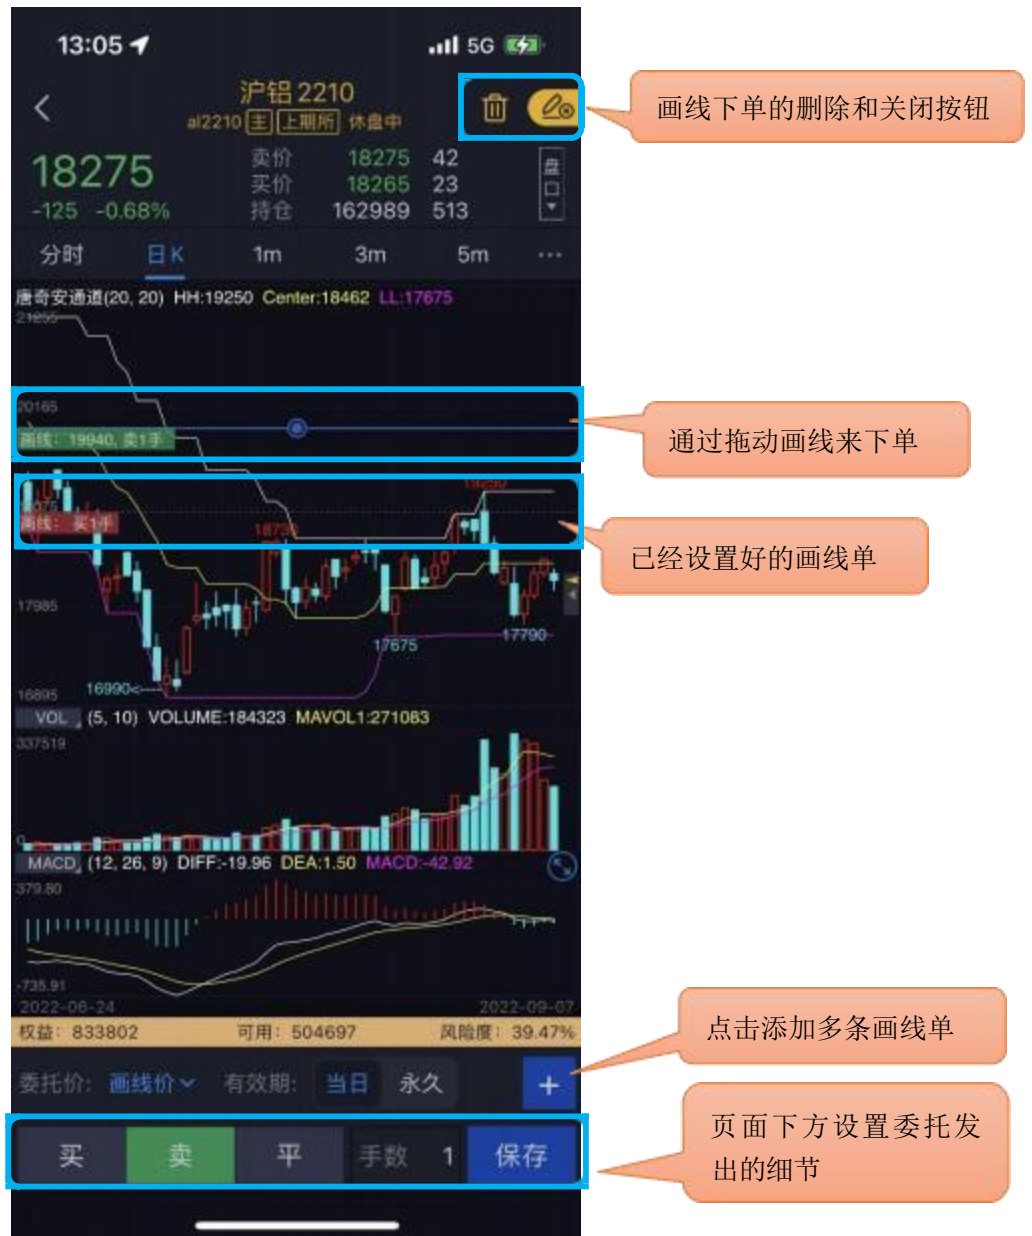 13:05
5G
沪铝 2210
al2210 主 上期所 休盘中
画线下单的删除和关闭按钮
18275
-125 -0.68%
卖价 18275 42
买价 18265 23
持仓 162989 513
盘口
分时 日K 1m 3m 5m ...
唐奇安通道(20, 20) HH:19250 Center:18462 LL:17675
21255
20165
画线: 19940, 卖1手
通过拖动画线来下单
19250
19075
画线: 买1手
18730
已经设置好的画线单
17985
17675
17790
16895
16990
VOL (5, 10) VOLUME:184323 MAVOL1:271083
337519
0
MACD (12, 26, 9) DIFF:-19.96 DEA:1.50 MACD:-42.92
379.80
-735.91
2022-06-24 2022-09-07
权益: 833802 可用: 504697 风险度: 39.47%
点击添加多条画线单
委托价: 画线价 有效期: 当日 永久 +
买 卖 平 手数 1 保存
页面下方设置委托发
出的细节